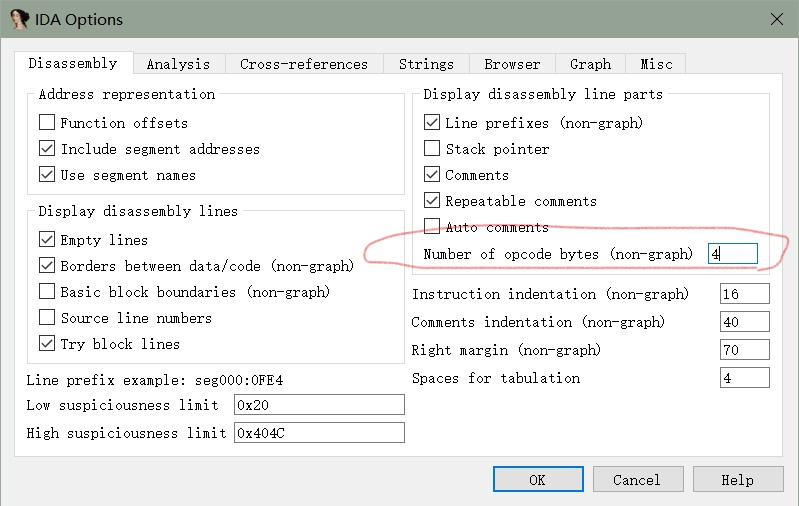 IDA Options
Disassembly Analysis Cross-references Strings Browser Graph Misc
Address representation
Function offsets
Include segment addresses
Use segment names
Display disassembly lines
Empty lines
Borders between data/code (non-graph)
Basic block boundaries (non-graph)
Source line numbers
Try block lines
Line prefix example: seg000:0FE4
Low suspiciousness limit 0x20
High suspiciousness limit 0x404C
Display disassembly line parts
Line prefixes (non-graph)
Stack pointer
Comments
Repeatable comments
Auto comments
Number of opcode bytes (non-graph) 4
Instruction indentation (non-graph) 16
Comments indentation (non-graph) 40
Right margin (non-graph) 70
Spaces for tabulation 4
OK Cancel Help